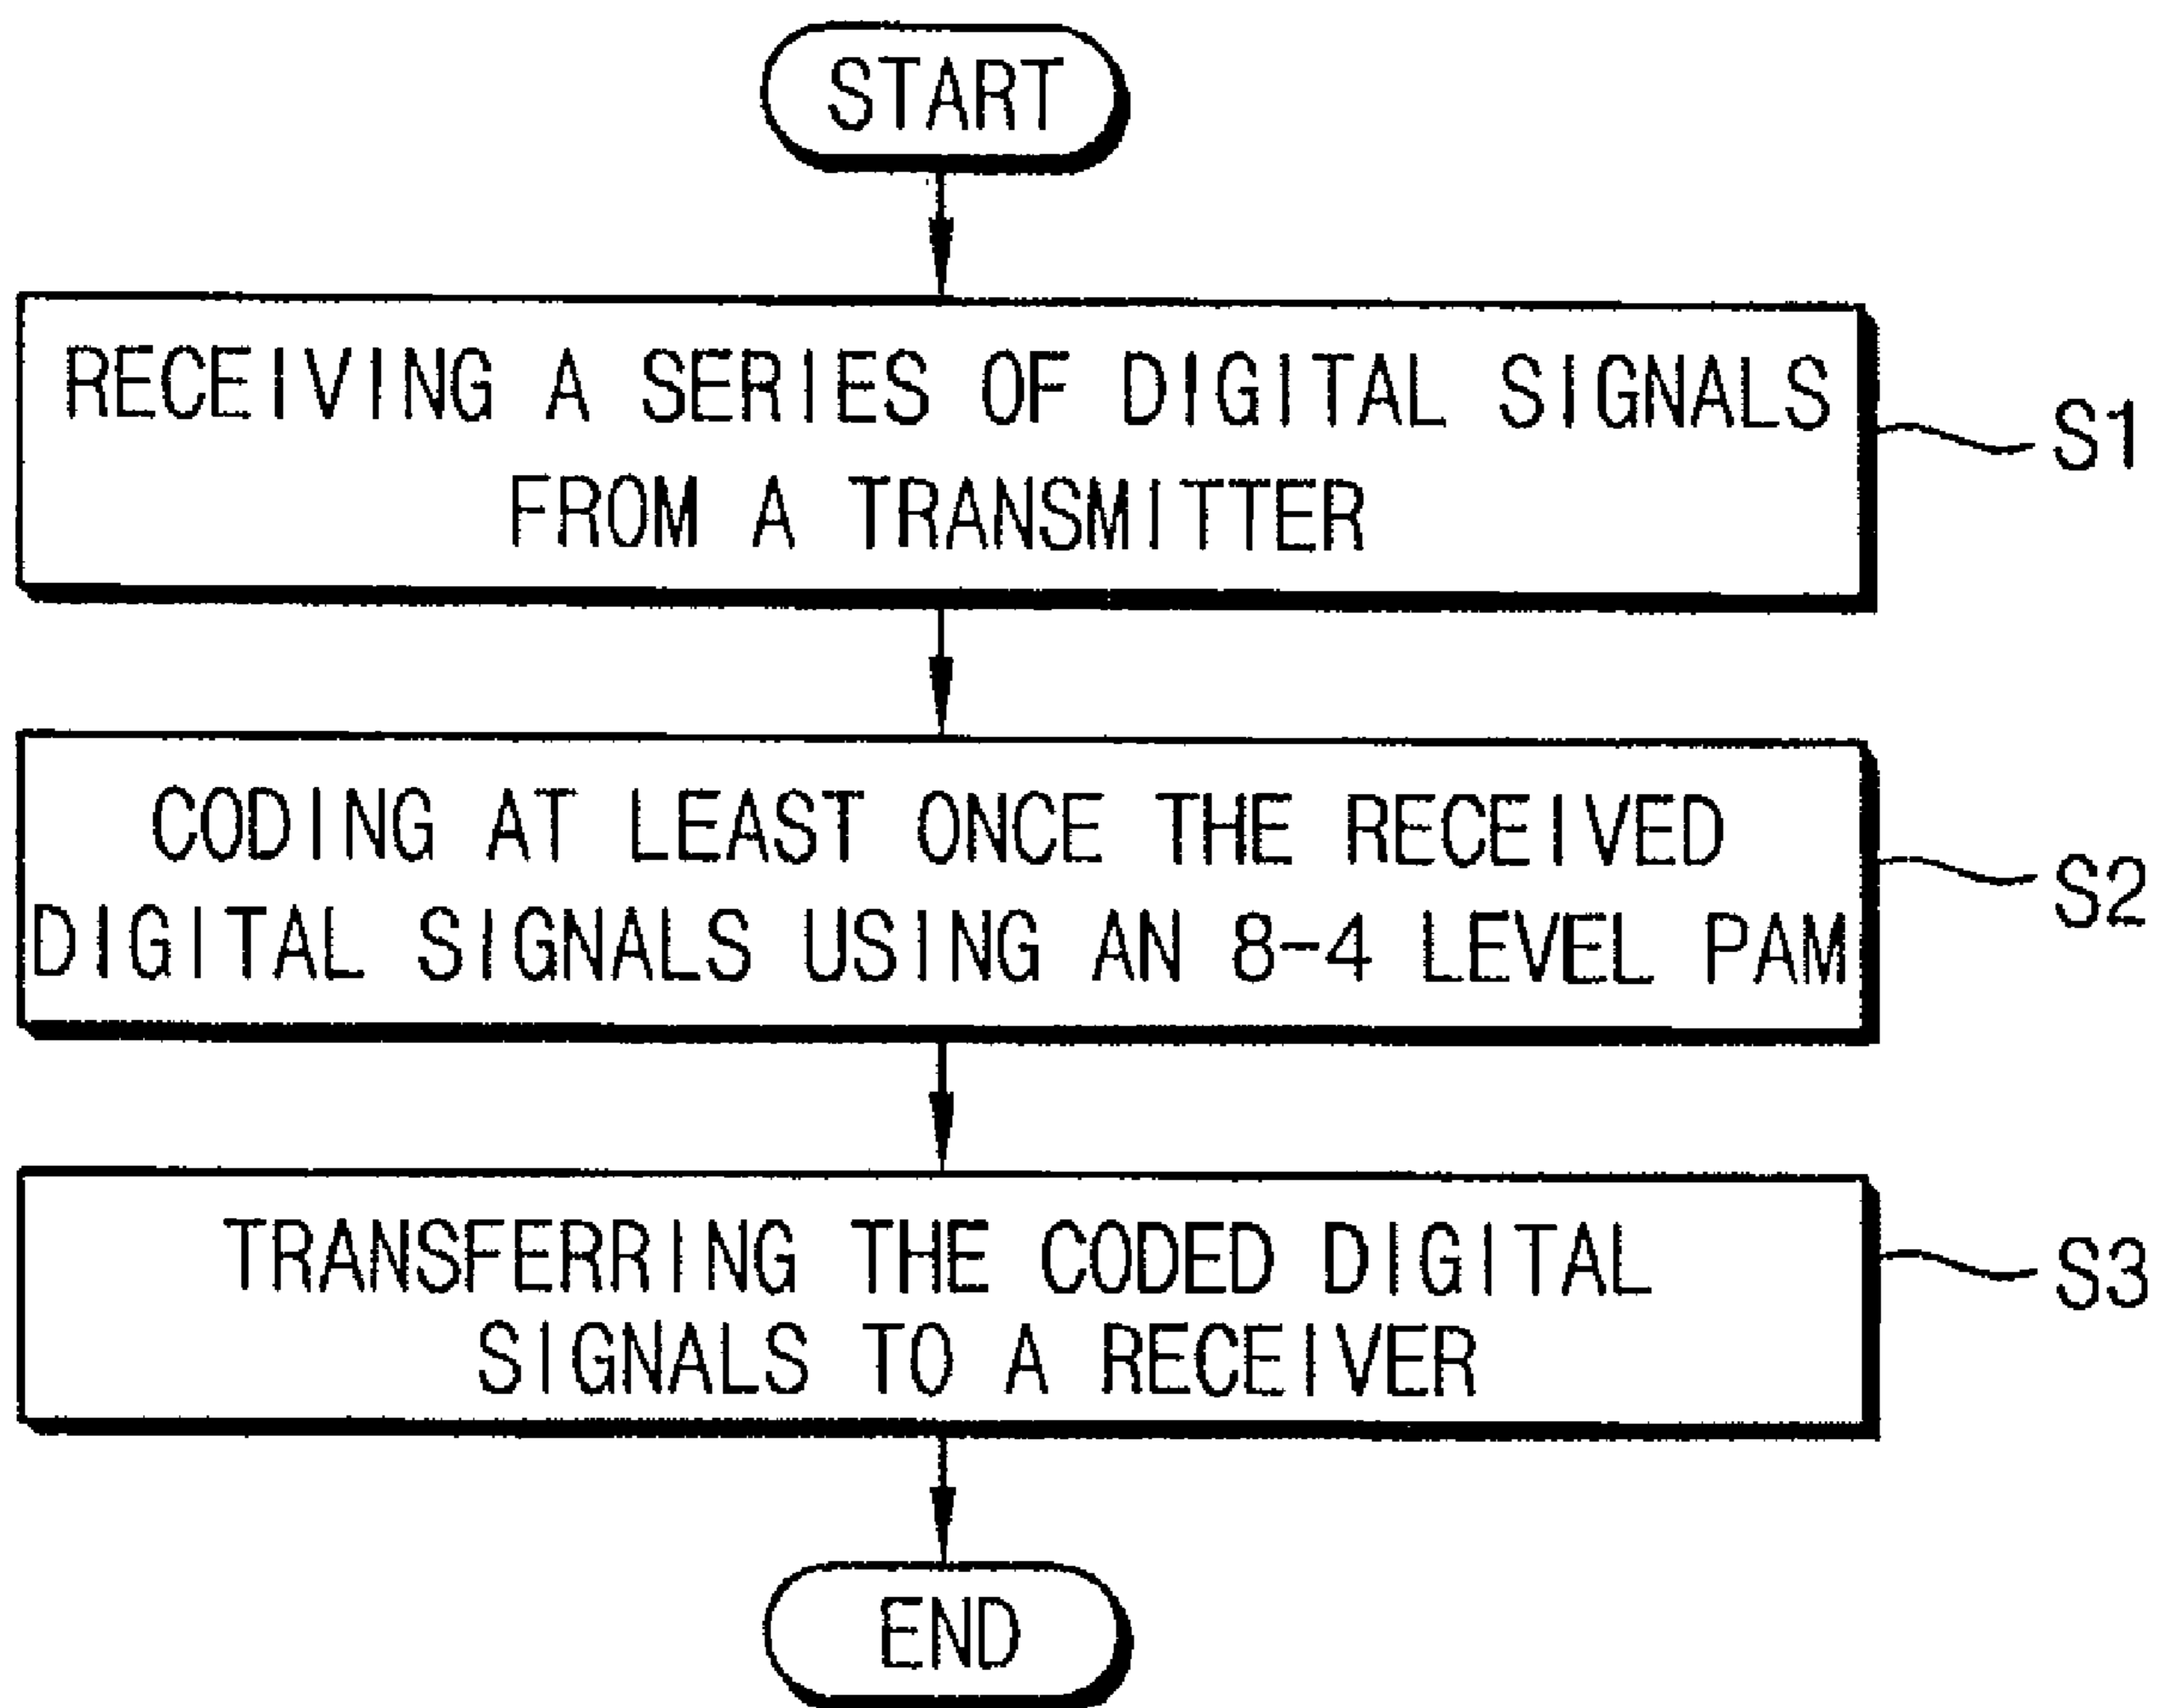 START
RECEIVING A SERIES OF DIGITAL SIGNALS
FROM A TRANSMITTER
S1
CODING AT LEAST ONCE THE RECEIVED
DIGITAL SIGNALS USING AN 8-4 LEVEL PAM
S2
TRANSFERRING THE CODED DIGITAL
SIGNALS TO A RECEIVER
S3
END